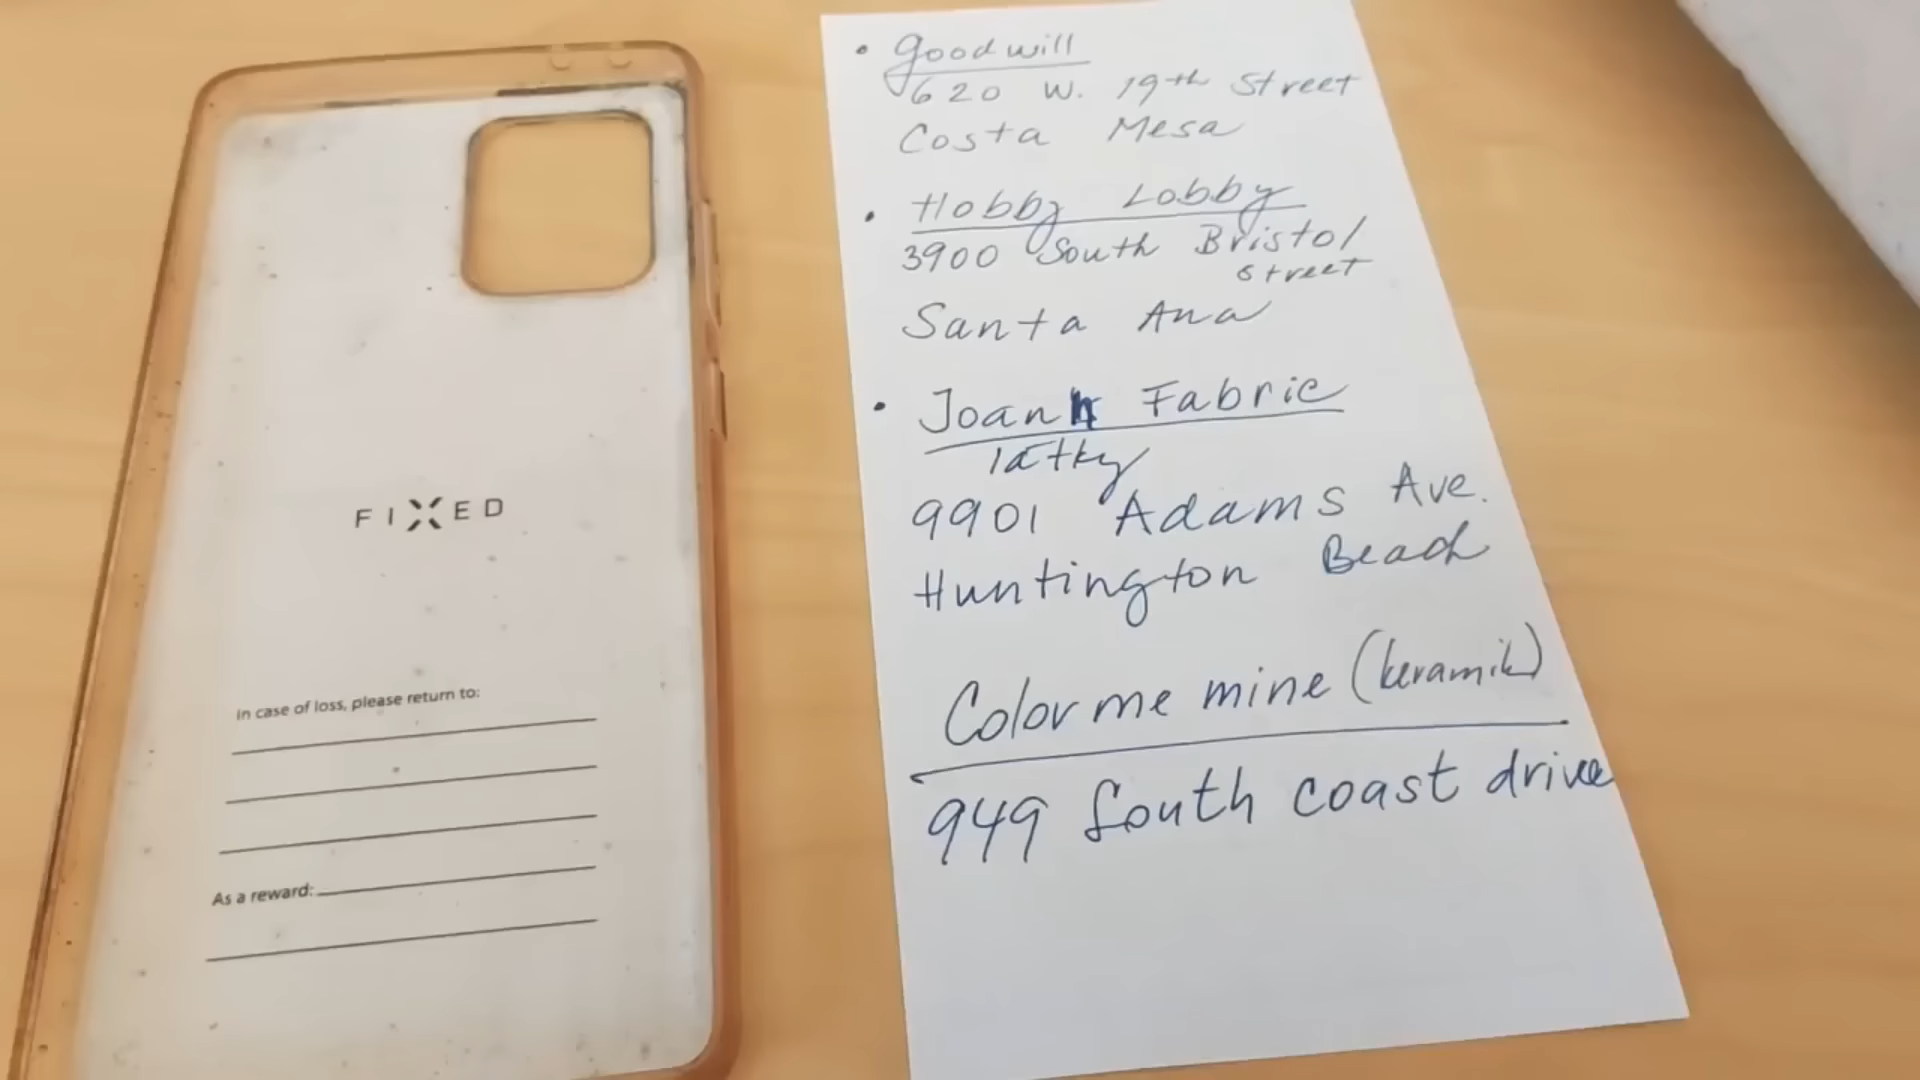 FIXED
In case of loss, please return to:
As a reward:
• Goodwill
620 W. 19th Street
Costa Mesa
• Hobby Lobby
3900 South Bristol
street
Santa Ana
• Joann Fabric
látky
9901 Adams Ave.
Huntington Beach
Color me mine (keramik)
949 South coast drive